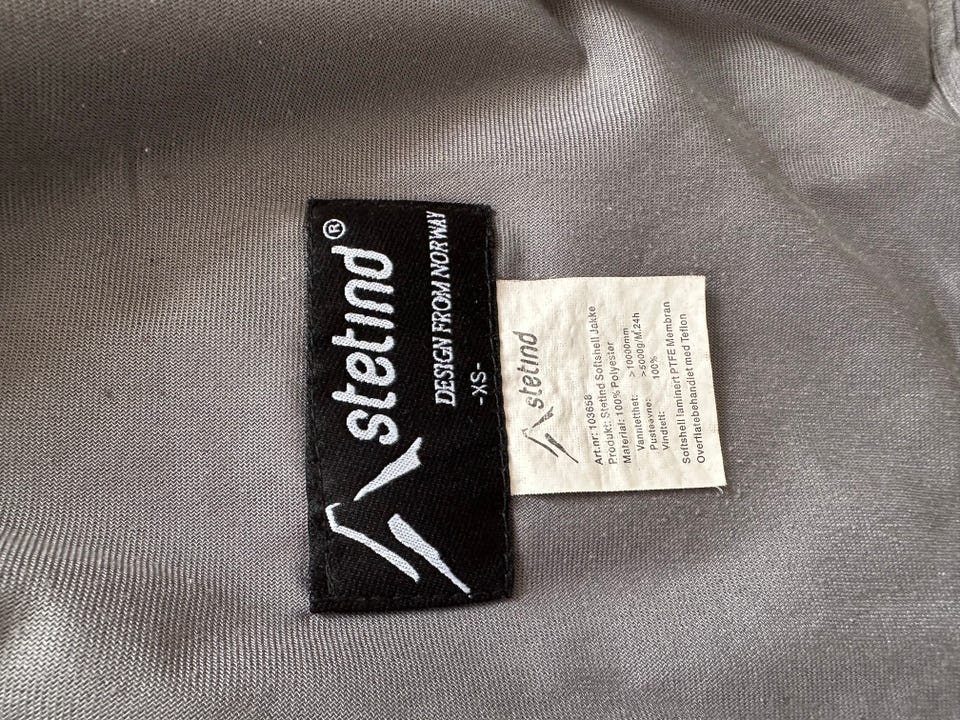 stetind®
DESIGN FROM NORWAY
-XS-
stetind
Art.nr: 103658
Produkt: Stetind Softshell Jakke
Material: 100% Polyester
Vanntetthet: >10000mm
Pusteevne: >5000g/M.24h
Vindtett: 100%
Softshell laminert PTFE Membran
Overflatebehandlet med Teflon